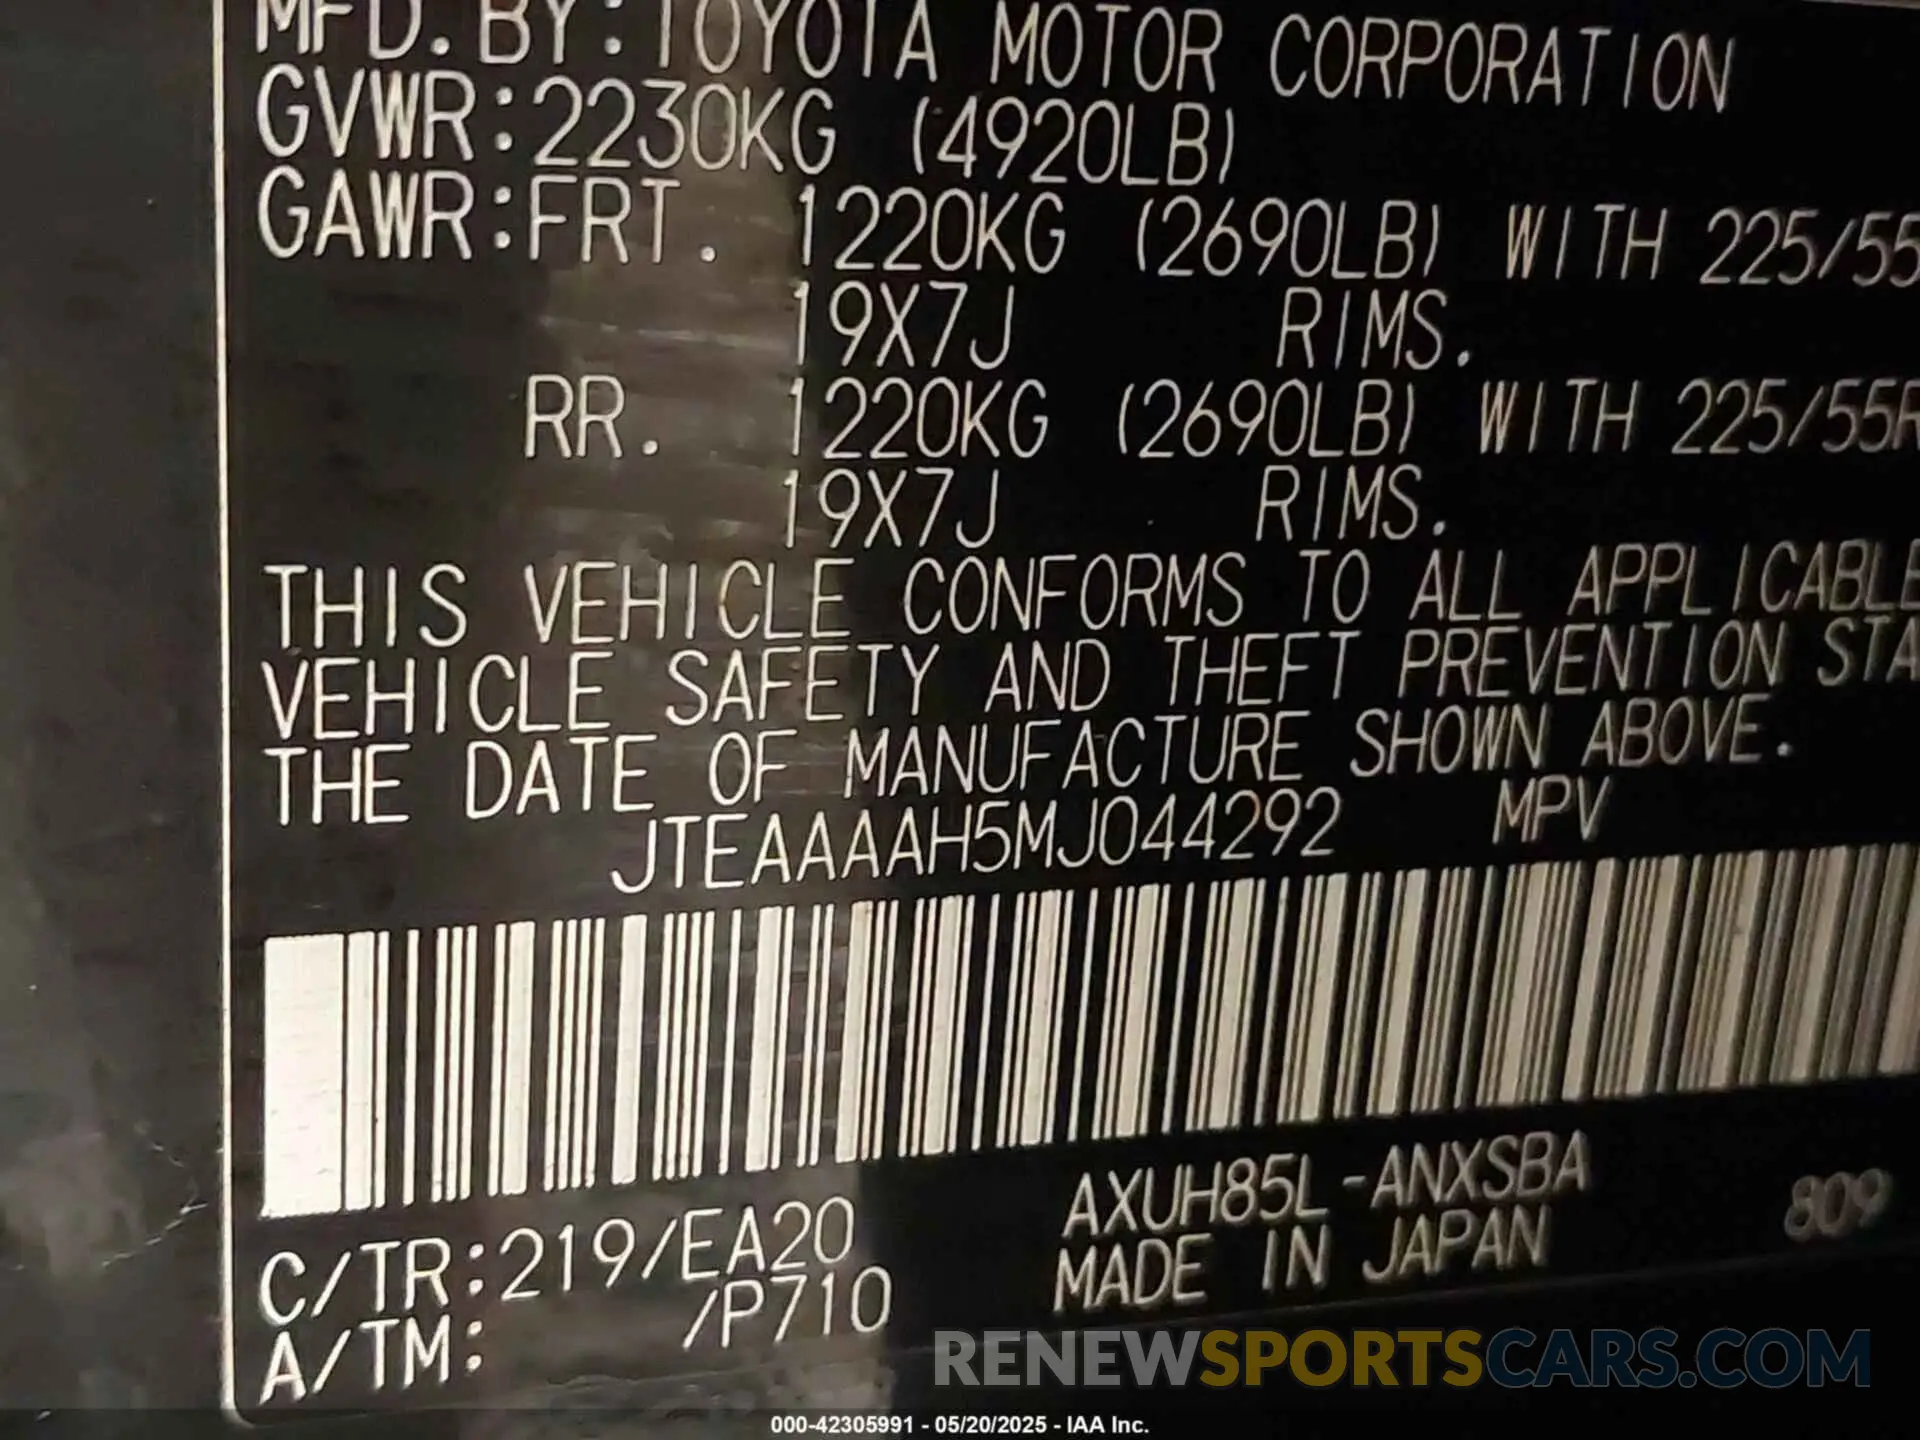 MFD. BY: TOYOTA MOTOR CORPORATION
GVWR: 2230KG (4920LB)
GAWR: FRT. 1220KG (2690LB) WITH 225/55
19X7J RIMS.
RR. 1220KG (2690LB) WITH 225/55R
19X7J RIMS.
THIS VEHICLE CONFORMS TO ALL APPLICABLE
VEHICLE SAFETY AND THEFT PREVENTION STA
THE DATE OF MANUFACTURE SHOWN ABOVE.
JTEAAAAH5MJ044292 MPV
C/TR: 219/EA20 AXUH85L-ANXSBA 809
A/TM: /P710 MADE IN JAPAN
RENEWSPORTSCARS.COM
000-42305991 - 05/20/2025 - IAA Inc.